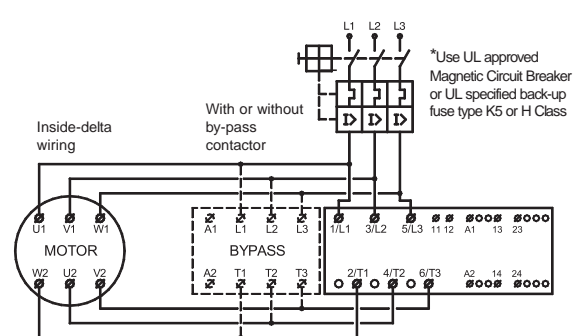 L1 L2 L3
*Use UL approved
Magnetic Circuit Breaker
or UL specified back-up
fuse type K5 or H Class
I> I> I>
With or without
by-pass
contactor
Inside-delta
wiring
U1 V1 W1
A1 L1 L2 L3
1/L1 3/L2 5/L3 11 12 A1 13 23
MOTOR
BYPASS
W2 U2 V2
A2 T1 T2 T3
2/T1 4/T2 6/T3 A2 14 24